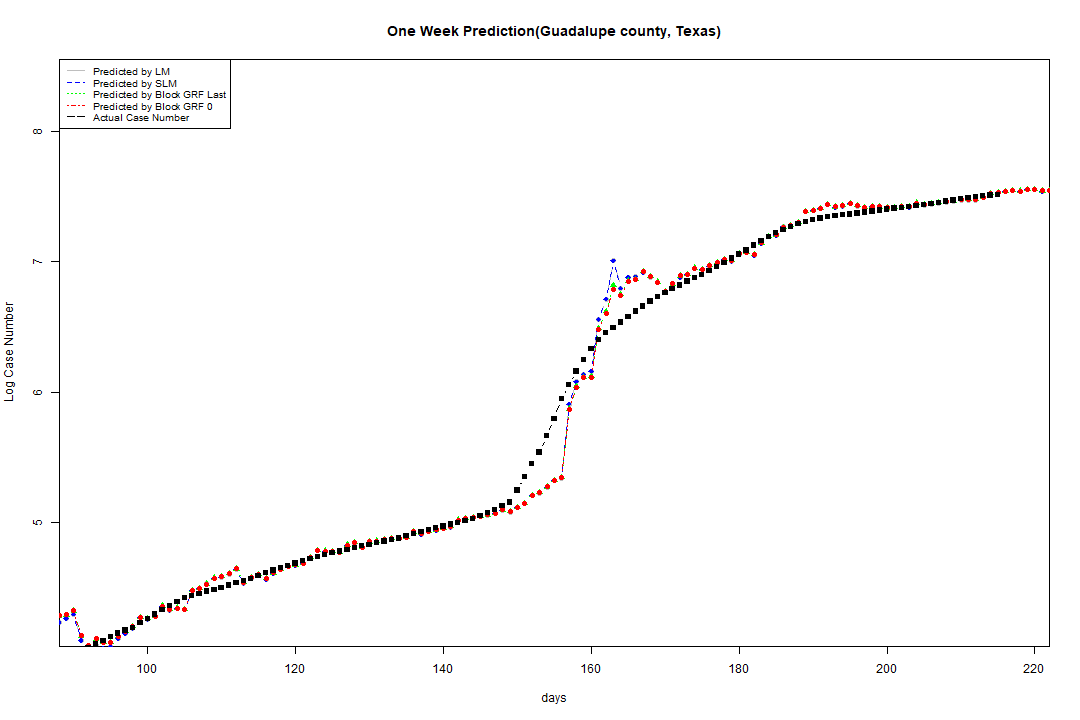 One Week Prediction(Guadalupe county, Texas)
Predicted by LM
Predicted by SLM
Predicted by Block GRF Last
Predicted by Block GRF 0
Actual Case Number
8
7
6
5
Log Case Number
100 120 140 160 180 200 220
days